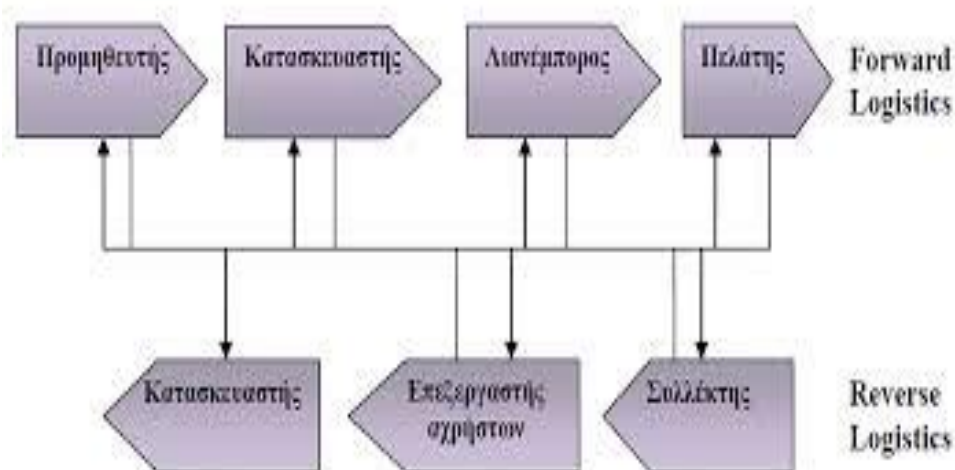 Προμηθευτής
Κατασκευαστής
Λιανέμπορος
Πελάτης
Forward
Logistics
Κατασκευαστής
Επεξεργαστής
αχρήστων
Συλλέκτης
Reverse
Logistics